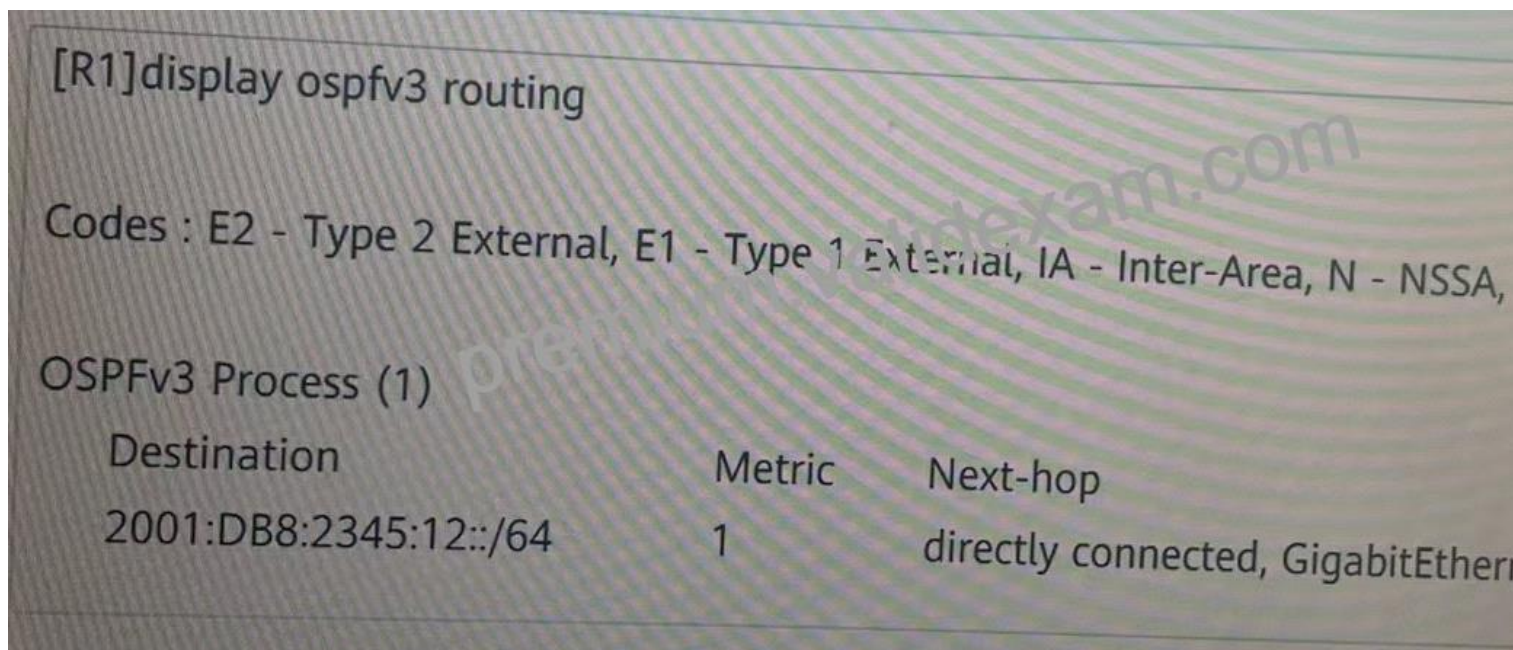 [R1]display ospfv3 routing
Codes : E2 - Type 2 External, E1 - Type 1 External, IA - Inter-Area, N - NSSA,
OSPFv3 Process (1)
Destination Metric Next-hop
2001:DB8:2345:12::/64 1 directly connected,